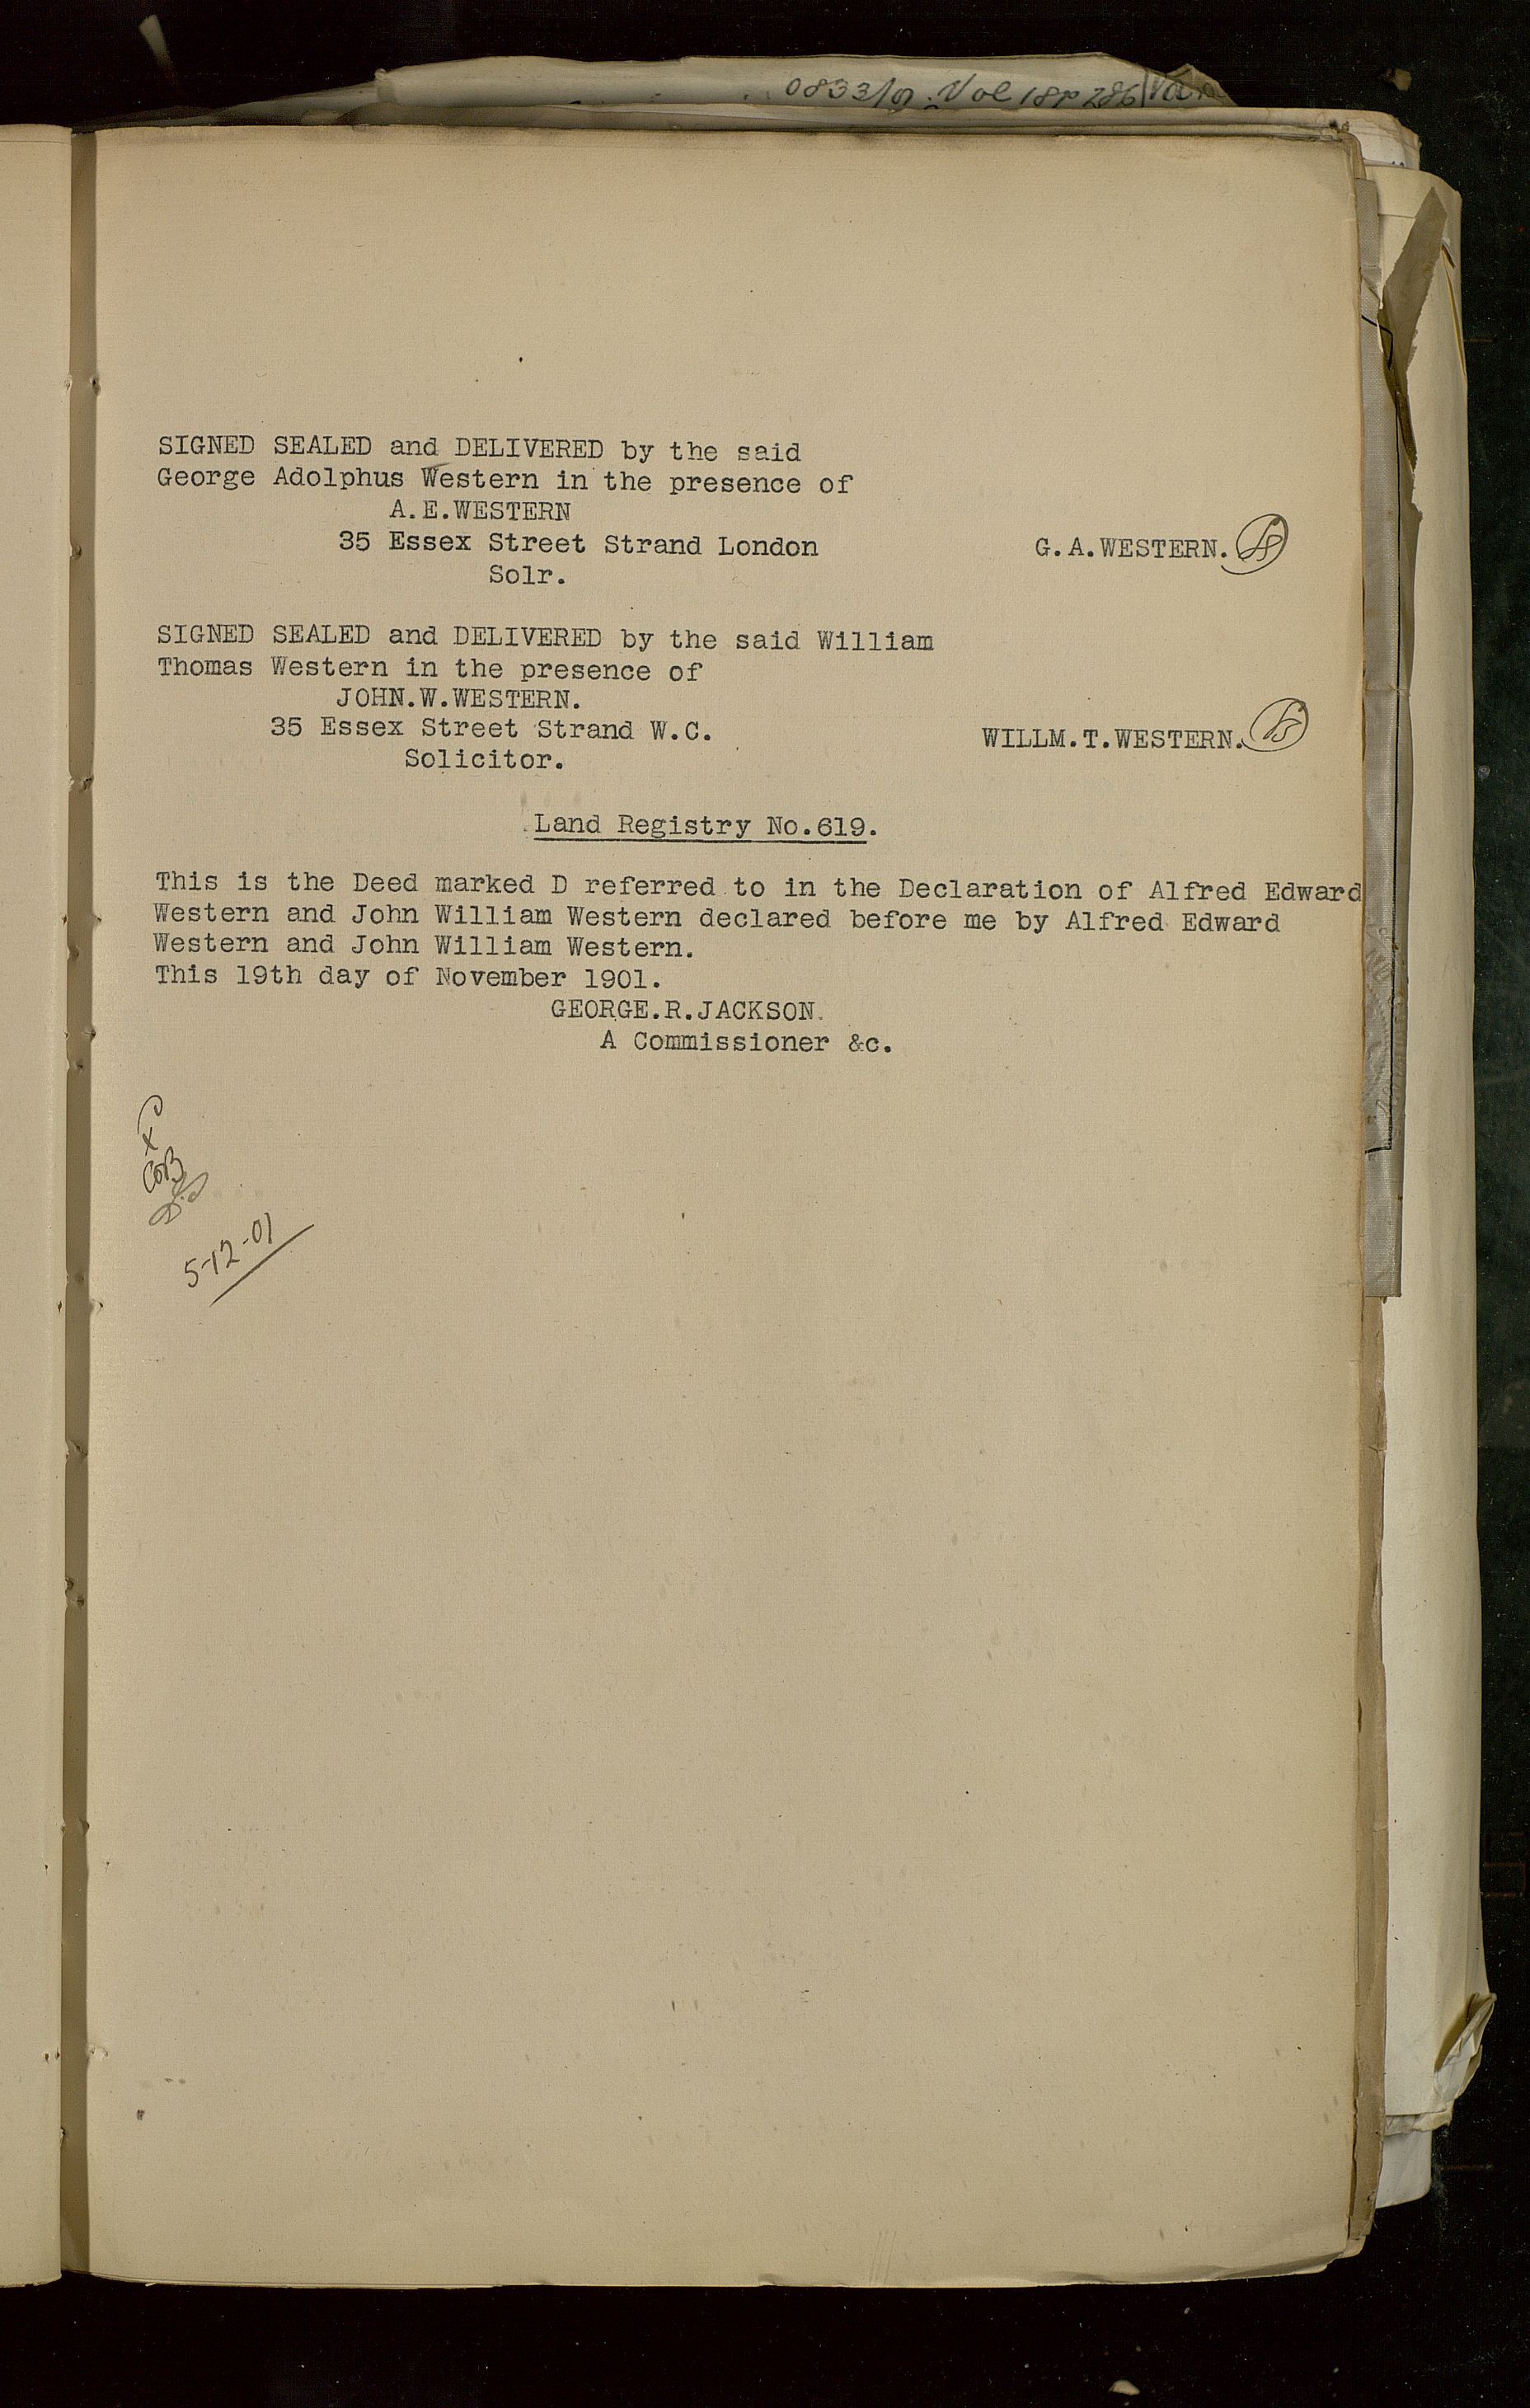 Vol 18 p 286
SIGNED SEALED and DELIVERED by the said
George Adolphus Western in the presence of
A.E.WESTERN
35 Essex Street Strand London
G.A.WESTERN.
Solr.
SIGNED SEALED and DELIVERED by the said William
Thomas Western in the presence of
JOHN.W.WESTERN.
35 Essex Street Strand W.C.
WILLM.T.WESTERN.
Solicitor.
Land Registry No.619.
This is the Deed marked D referred to in the Declaration of Alfred Edward
Western and John William Western declared before me by Alfred Edward
Western and John William Western.
This 19th day of November 1901.
GEORGE.R.JACKSON.
A Commissioner &c.
5-12-01